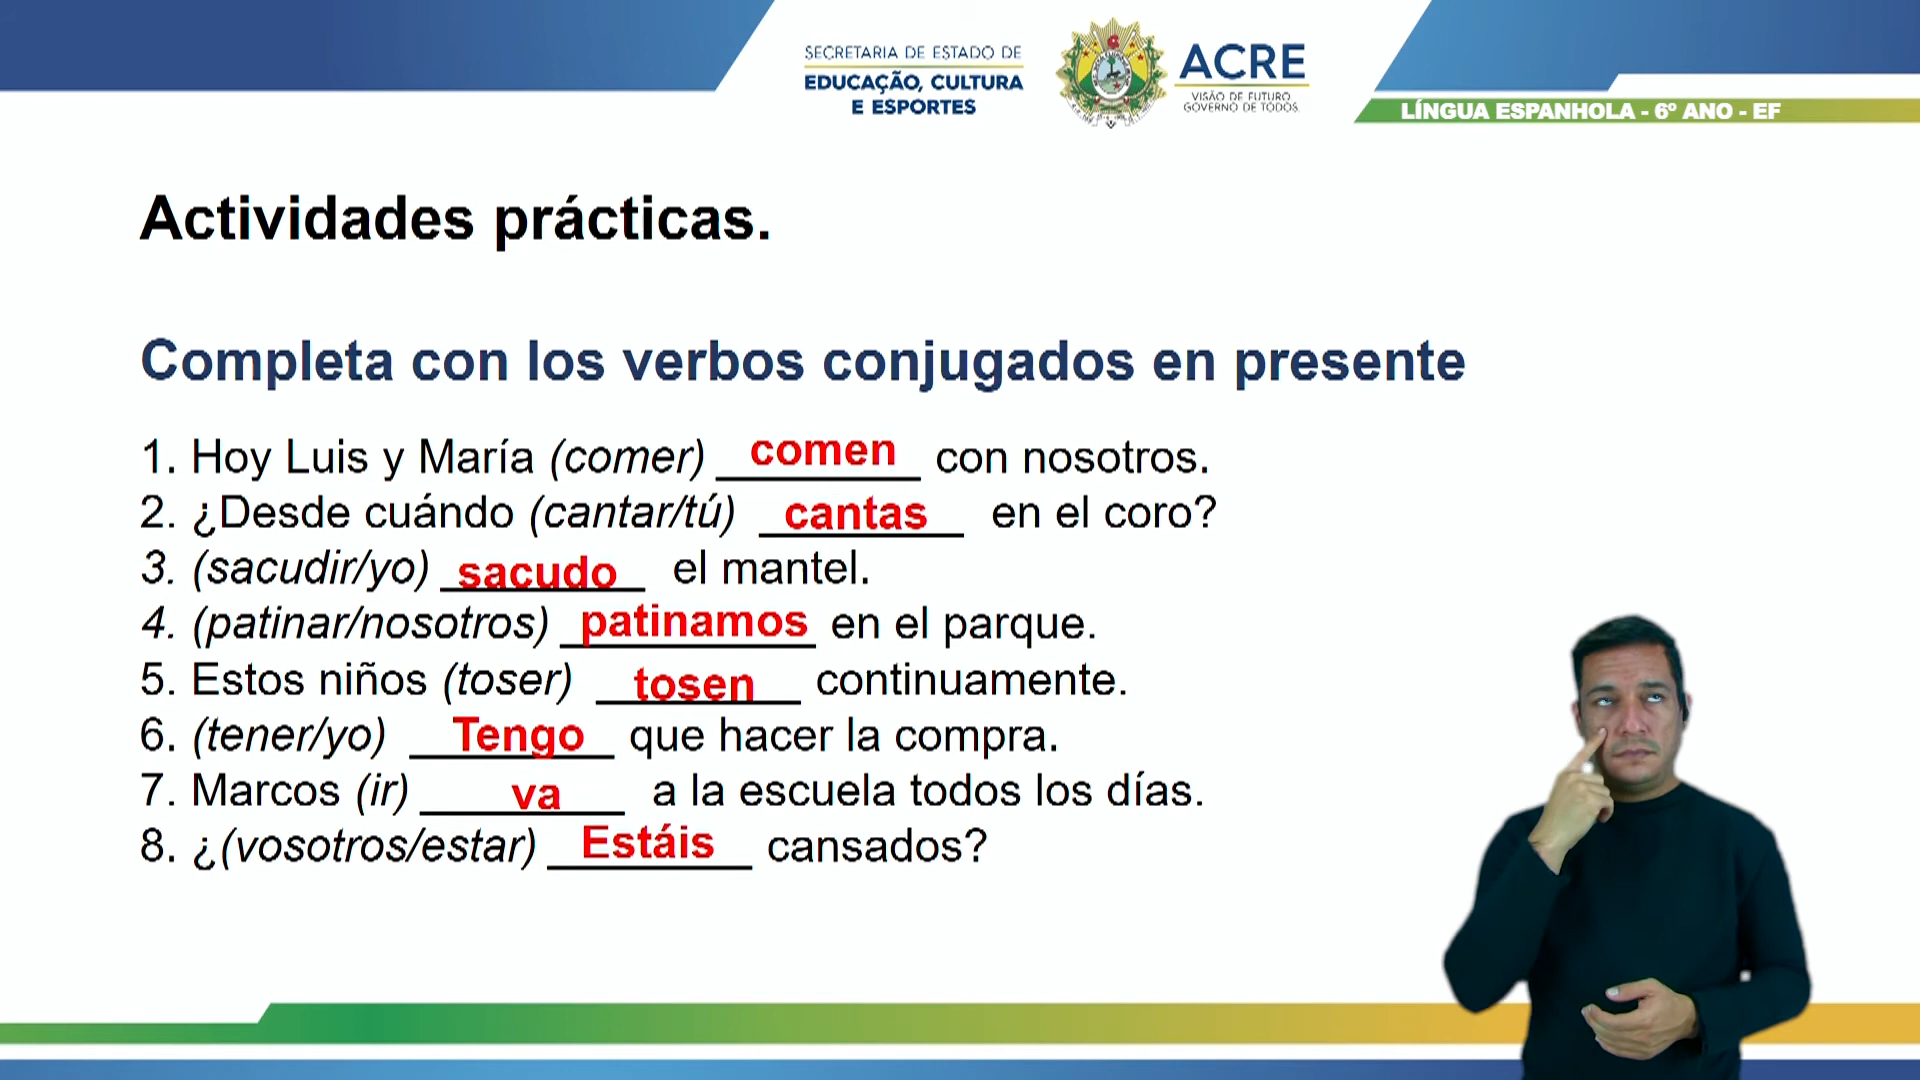 SECRETARIA DE ESTADO DE
EDUCAÇÃO, CULTURA
E ESPORTES
ACRE
VISÃO DE FUTURO
GOVERNO DE TODOS
LÍNGUA ESPANHOLA - 6º ANO - EF
Actividades prácticas.
Completa con los verbos conjugados en presente
1. Hoy Luis y María (comer) comen con nosotros.
2. ¿Desde cuándo (cantar/tú) cantas en el coro?
3. (sacudir/yo) sacudo el mantel.
4. (patinar/nosotros) patinamos en el parque.
5. Estos niños (toser) tosen continuamente.
6. (tener/yo) Tengo que hacer la compra.
7. Marcos (ir) va a la escuela todos los días.
8. ¿(vosotros/estar) Estáis cansados?